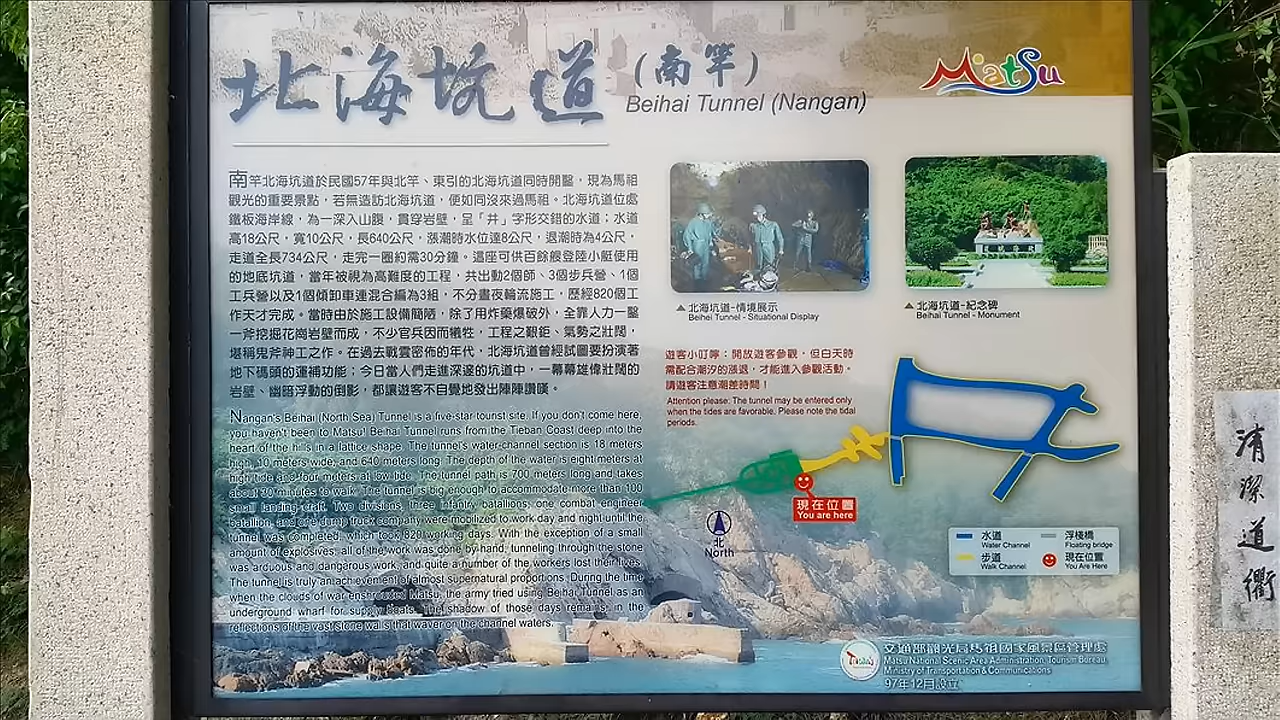 北海坑道
(南竿)
Beihai Tunnel (Nangan)
MatSu
南竿北海坑道於民國57年與北竿、東引的北海坑道同時開鑿，現為馬祖
觀光的重要景點，若無造訪北海坑道，便如同沒來過馬祖。北海坑道位處
鐵板海岸線，為一深入山腹，貫穿岩壁，呈「井」字形交錯的水道；水道
高18公尺，寬10公尺，長640公尺，漲潮時水位達8公尺，退潮時為4公尺，
走道全長700公尺，走完一圈約需30分鐘。這座可供百餘艘登陸小艇使用
的地底坑道，當年被視為高難度的工程，共出動2個師、3個步兵營、1個
工兵營以及1個傾卸車連混合編為3組，不分晝夜輪流施工，歷經820個工
作天才完成。當時由於施工設備簡陋，除了用炸藥爆破外，全靠人力一鑿
一斧挖掘花崗岩壁而成，不少官兵因而犧牲，工程之艱鉅、氣勢之壯闊，
堪稱鬼斧神工之作。在過去戰雲密佈的年代，北海坑道曾經試圖要扮演著
地下碼頭的運補功能；今日當人們走進深邃的坑道中，一幕幕雄偉壯闊的
岩壁、幽暗浮動的倒影，都讓遊客不自覺地發出陣陣讚嘆。
Nangan's Beihai (North Sea) Tunnel is a five-star tourist site. If you don't come here,
you haven't been to Matsu! Beihai Tunnel runs from the Tieban Coast deep into the
heart of the hills in a lattice shape. The tunnel's water-channel section is 18 meters
high, 10 meters wide, and 640 meters long. The depth of the water is eight meters at
high tide and four meters at low tide. The tunnel path is 700 meters long and takes
about 30 minutes to walk. The tunnel is big enough to accommodate more than 100
small landing craft. Two divisions, three infantry batallions, one combat engineer
batallion, and one dump truck company were mobilized to work day and night until the
tunnel was completed, which took 820 working days. With the exception of a small
amount of explosives, all of the work was done by hand, tunneling through the stone
was arduous and dangarous work, and quite a number of the workers lost their lives.
The tunnel is truly an achievement of almost supernatural proportions. During the time
when the clouds of war enshrouded Matsu, the army tried using Beihai Tunnel as an
underground wharf for supply boats. The shadow of those days remains in the
reflections of the vast stone walls that waver on the channel waters.
北海坑道-情境展示
Beihei Tunnel - Situational Display
北海坑道-紀念碑
Beihai Tunnel - Monument
遊客小叮嚀：開放遊客參觀，但白天時
需配合潮汐的漲退，才能進入參觀活動。
請遊客注意潮差時間！
Attention please: The tunnel may be entered only
when the tides are favorable. Please note the tidal
periods.
現在位置
You are here
北
North
水道
Water Channel
浮棧橋
Floating bridge
步道
Walk Channel
現在位置
You Are Here
交通部觀光局馬祖國家風景區管理處
Matsu National Scenic Area Administration, Tourism Bureau,
Ministry of Transportation & Communications
97年12月設立
清潔道衢